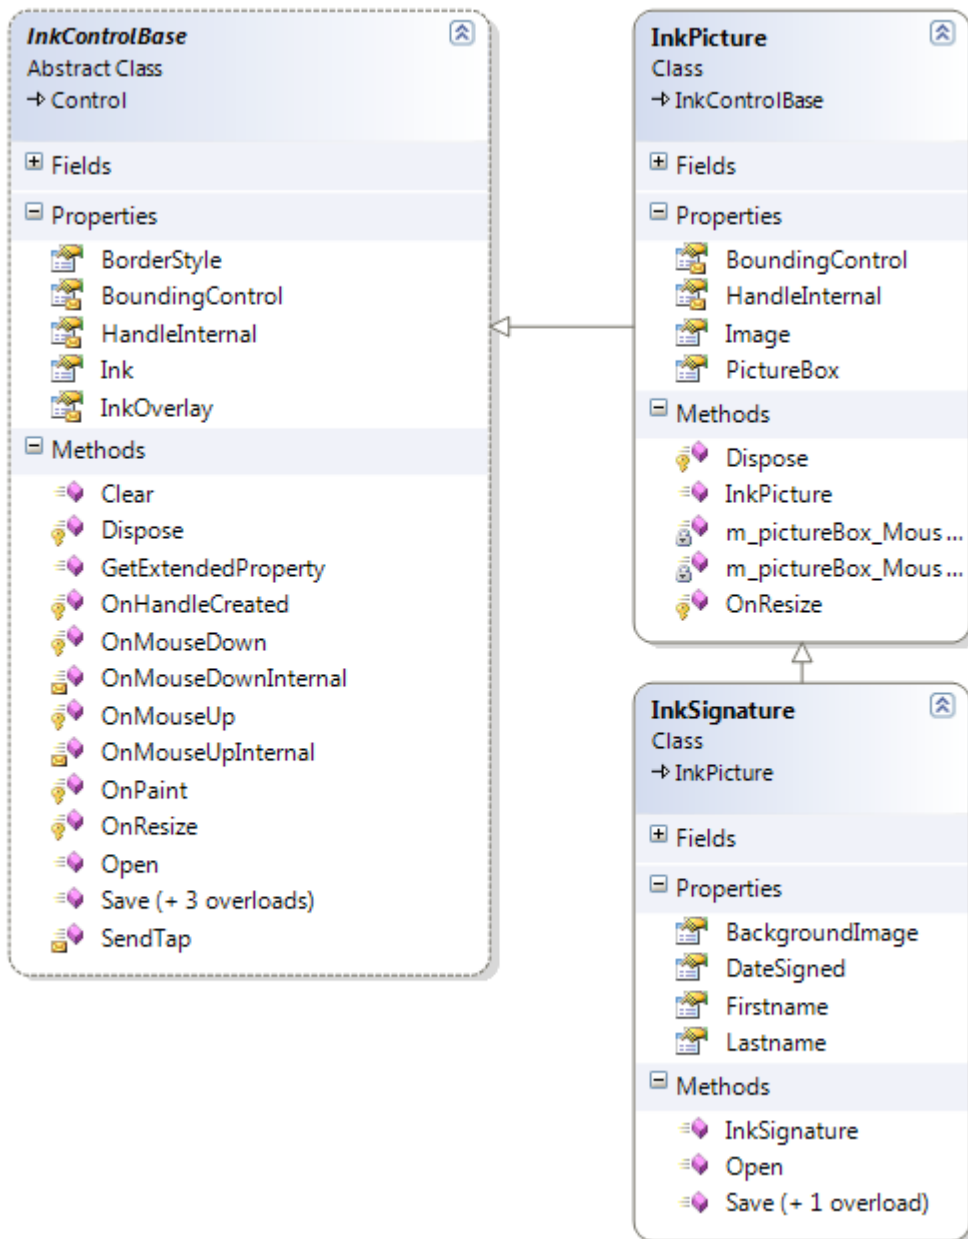 InkControlBase
Abstract Class
Control
Fields
Properties
BorderStyle
BoundingControl
HandleInternal
Ink
InkOverlay
Methods
Clear
Dispose
GetExtendedProperty
OnHandleCreated
OnMouseDown
OnMouseDownInternal
OnMouseUp
OnMouseUpInternal
OnPaint
OnResize
Open
Save (+ 3 overloads)
SendTap
InkPicture
Class
InkControlBase
Fields
Properties
BoundingControl
HandleInternal
Image
PictureBox
Methods
Dispose
InkPicture
m_pictureBox_Mous ...
m_pictureBox_Mous ...
OnResize
InkSignature
Class
InkPicture
Fields
Properties
BackgroundImage
DateSigned
Firstname
Lastname
Methods
InkSignature
Open
Save (+ 1 overload)